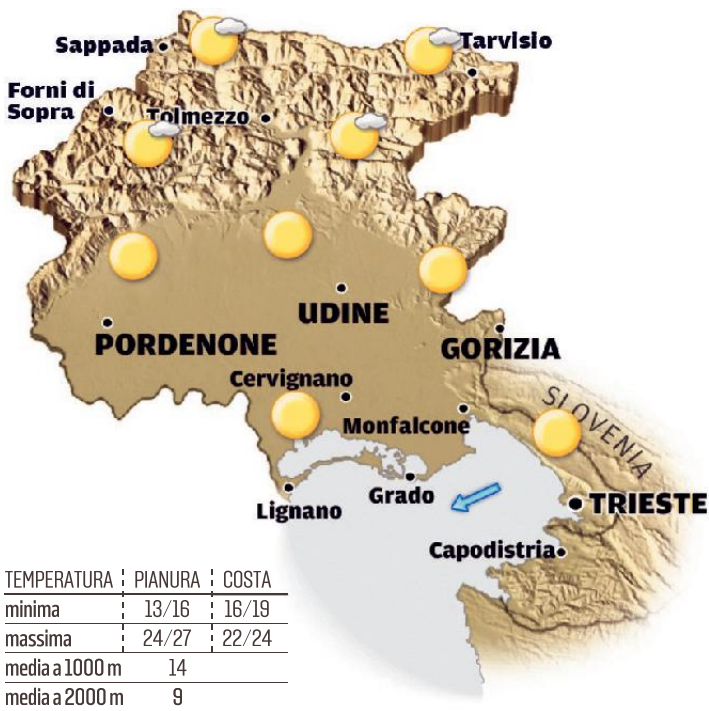 Sappada
Tarvisio
Forni di
Sopra
Tolmezzo
UDINE
PORDENONE
GORIZIA
Cervignano
SLOVENIA
Monfalcone
Grado
Lignano
TRIESTE
Capodistria
TEMPERATURA PIANURA COSTA
minima 13/16 16/19
massima 24/27 22/24
media a 1000 m 14
media a 2000 m 9